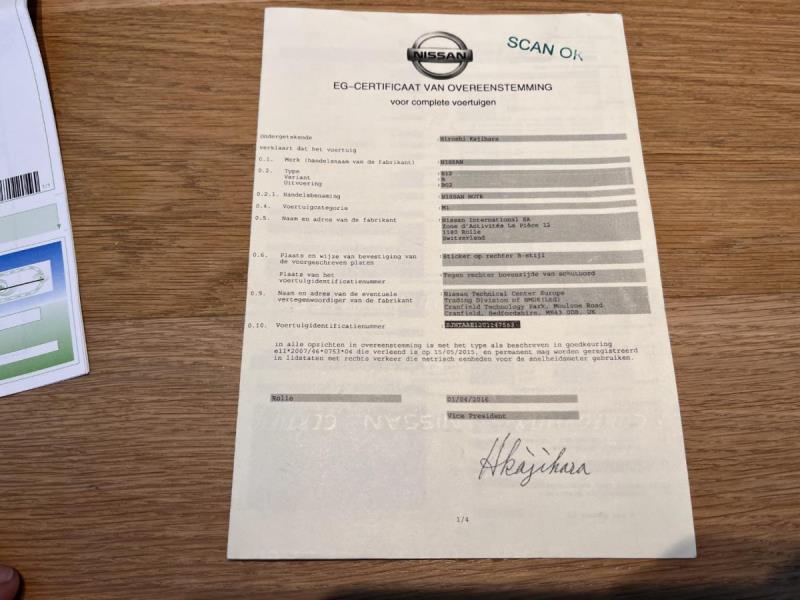 NISSAN
SCAN OK
EG-CERTIFICAAT VAN OVEREENSTEMMING
voor complete voertuigen
Ondergetekende Hiroshi Kajihara
verklaart dat het voertuig
0.1. Merk (handelsnaam van de fabrikant) NISSAN
0.2. Type E12
Variant
Uitvoering
0.2.1. Handelsbenaming NISSAN NOTE
0.4. Voertuigcategorie M1
0.5. Naam en adres van de fabrikant Nissan International SA
Zone d'Activités La Pièce 12
1180 Rolle
Switzerland
0.6. Plaats en wijze van bevestiging van Sticker op rechter B-stijl
de voorgeschreven platen
Plaats van het Tegen rechter bovenzijde van schutbord
voertuigidentificatienummer
0.9. Naam en adres van de eventuele Nissan Technical Center Europe
vertegenwoordiger van de fabrikant Trading Division of NMUK(Ltd)
Cranfield Technology Park, Moulsoe Road
Cranfield, Bedfordshire, MK43 0DB, UK
0.10. Voertuigidentificatienummer
in alle opzichten in overeenstemming is met het type als beschreven in goedkeuring
e11*2007/46*0753*06 die verleend is op 15/05/2015, en permanent mag worden geregistreerd
in lidstaten met rechts verkeer die metrisch eenheden voor de snelheidsmeter gebruiken.
Rolle 01/06/2016
Vice President
Hkajihara
1/4